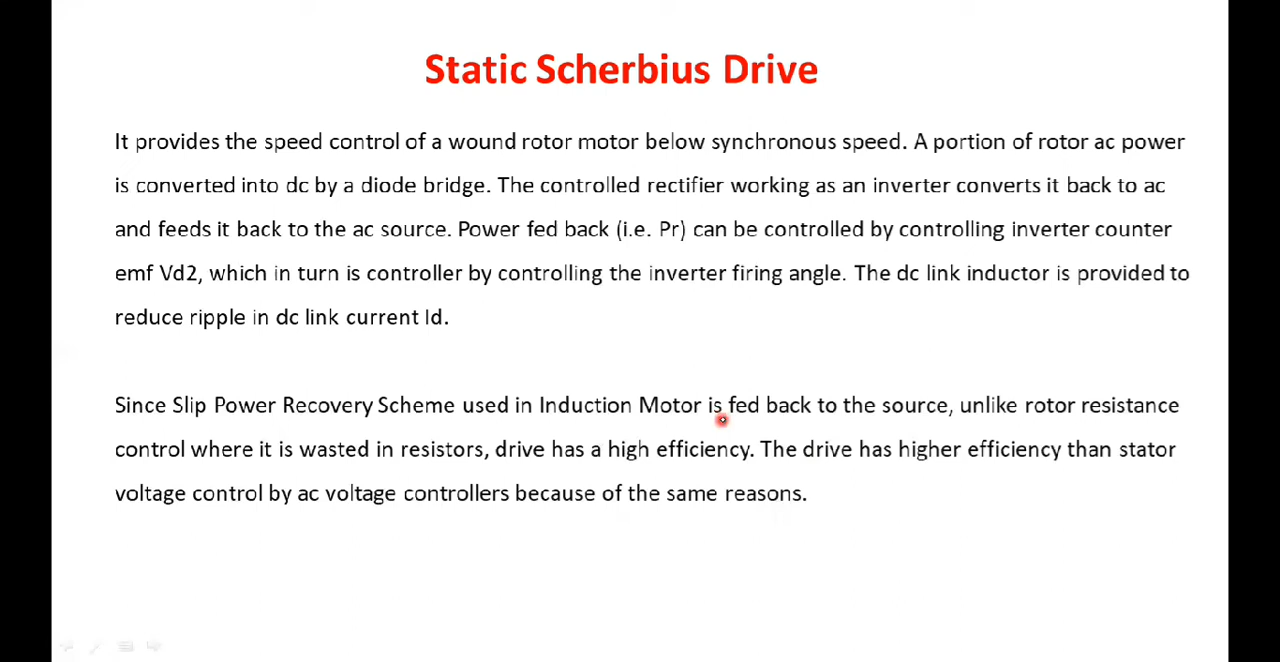 Static Scherbius Drive
It provides the speed control of a wound rotor motor below synchronous speed. A portion of rotor ac power
is converted into dc by a diode bridge. The controlled rectifier working as an inverter converts it back to ac
and feeds it back to the ac source. Power fed back (i.e. Pr) can be controlled by controlling inverter counter
emf Vd2, which in turn is controller by controlling the inverter firing angle. The dc link inductor is provided to
reduce ripple in dc link current Id.
Since Slip Power Recovery Scheme used in Induction Motor is fed back to the source, unlike rotor resistance
control where it is wasted in resistors, drive has a high efficiency. The drive has higher efficiency than stator
voltage control by ac voltage controllers because of the same reasons.